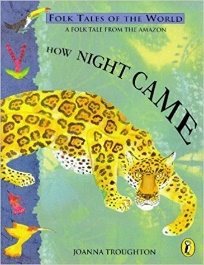 FOLK TALES OF THE WORLD
A FOLK TALE FROM THE AMAZON
HOW NIGHT CAME
JOANNA TROUGHTON